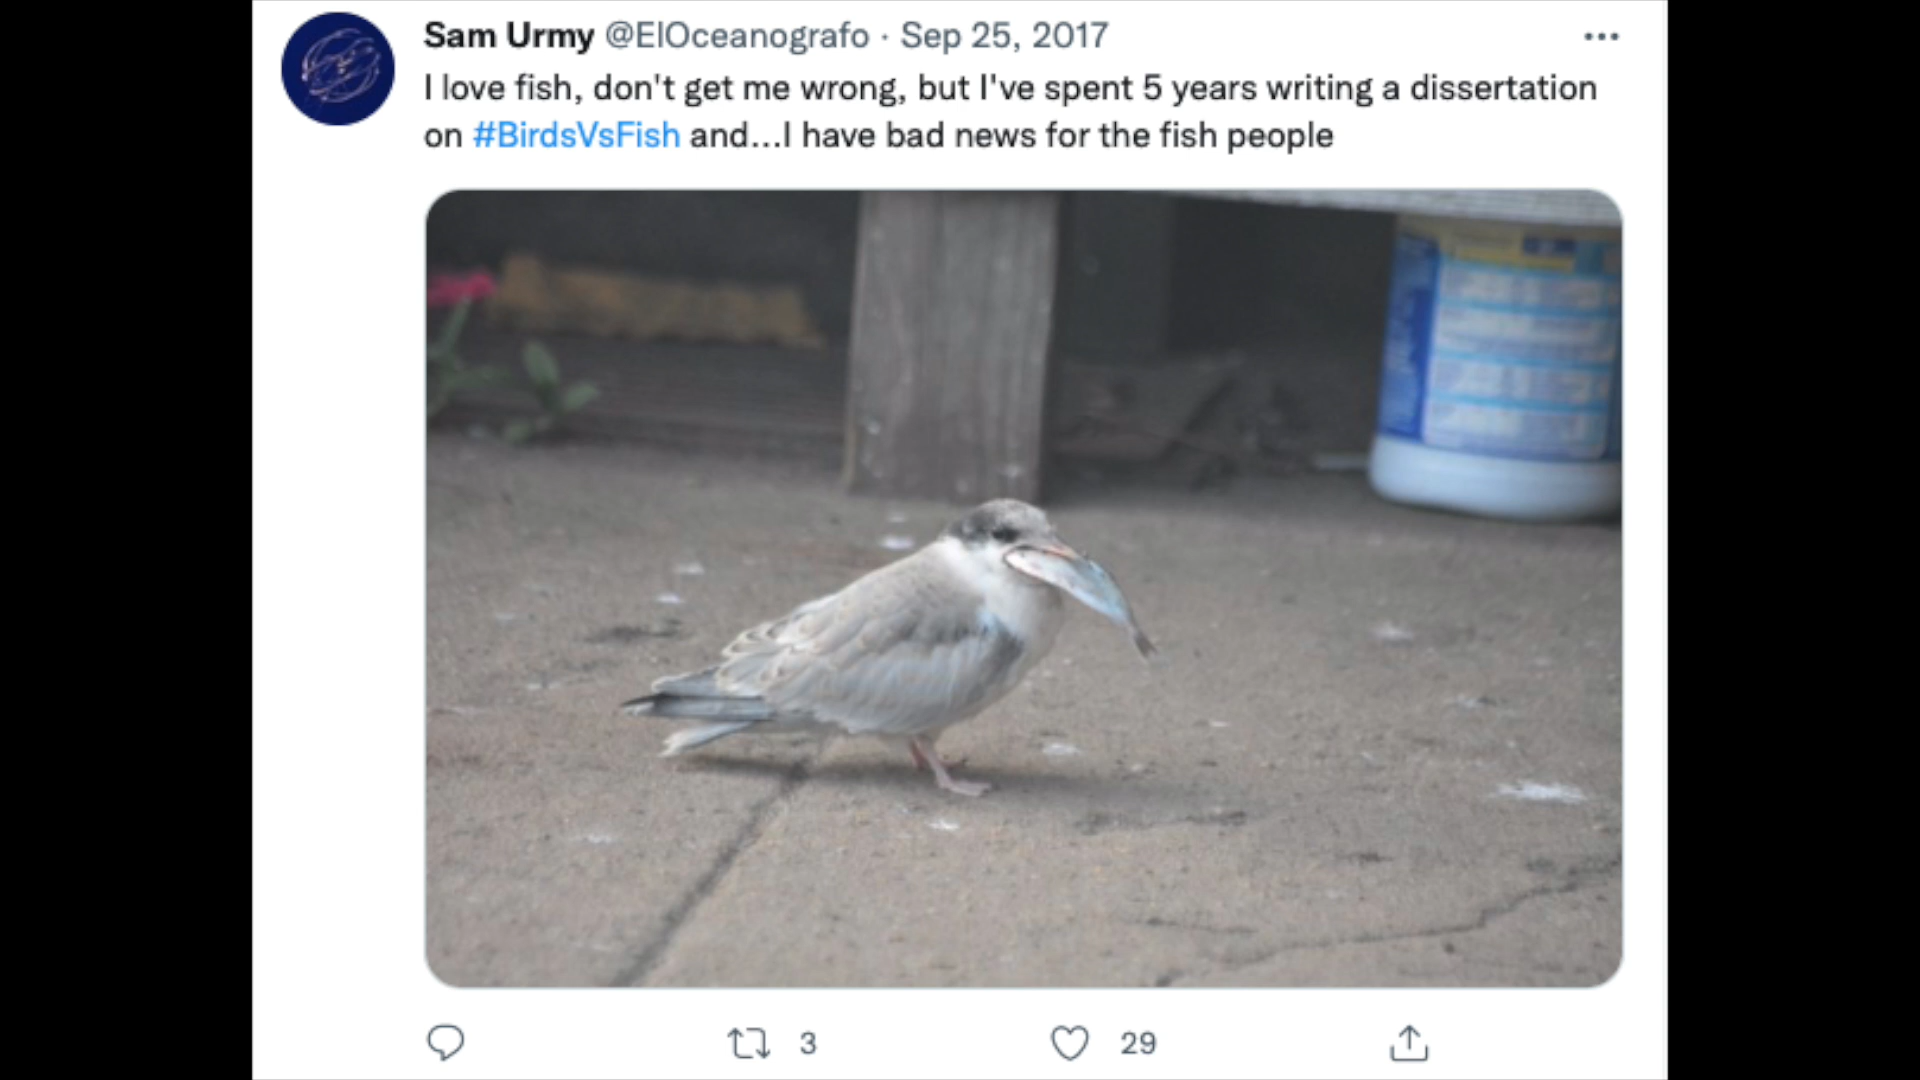 Sam Urmy @ElOceanografo · Sep 25, 2017
I love fish, don't get me wrong, but I've spent 5 years writing a dissertation
on #BirdsVsFish and...I have bad news for the fish people
3
29